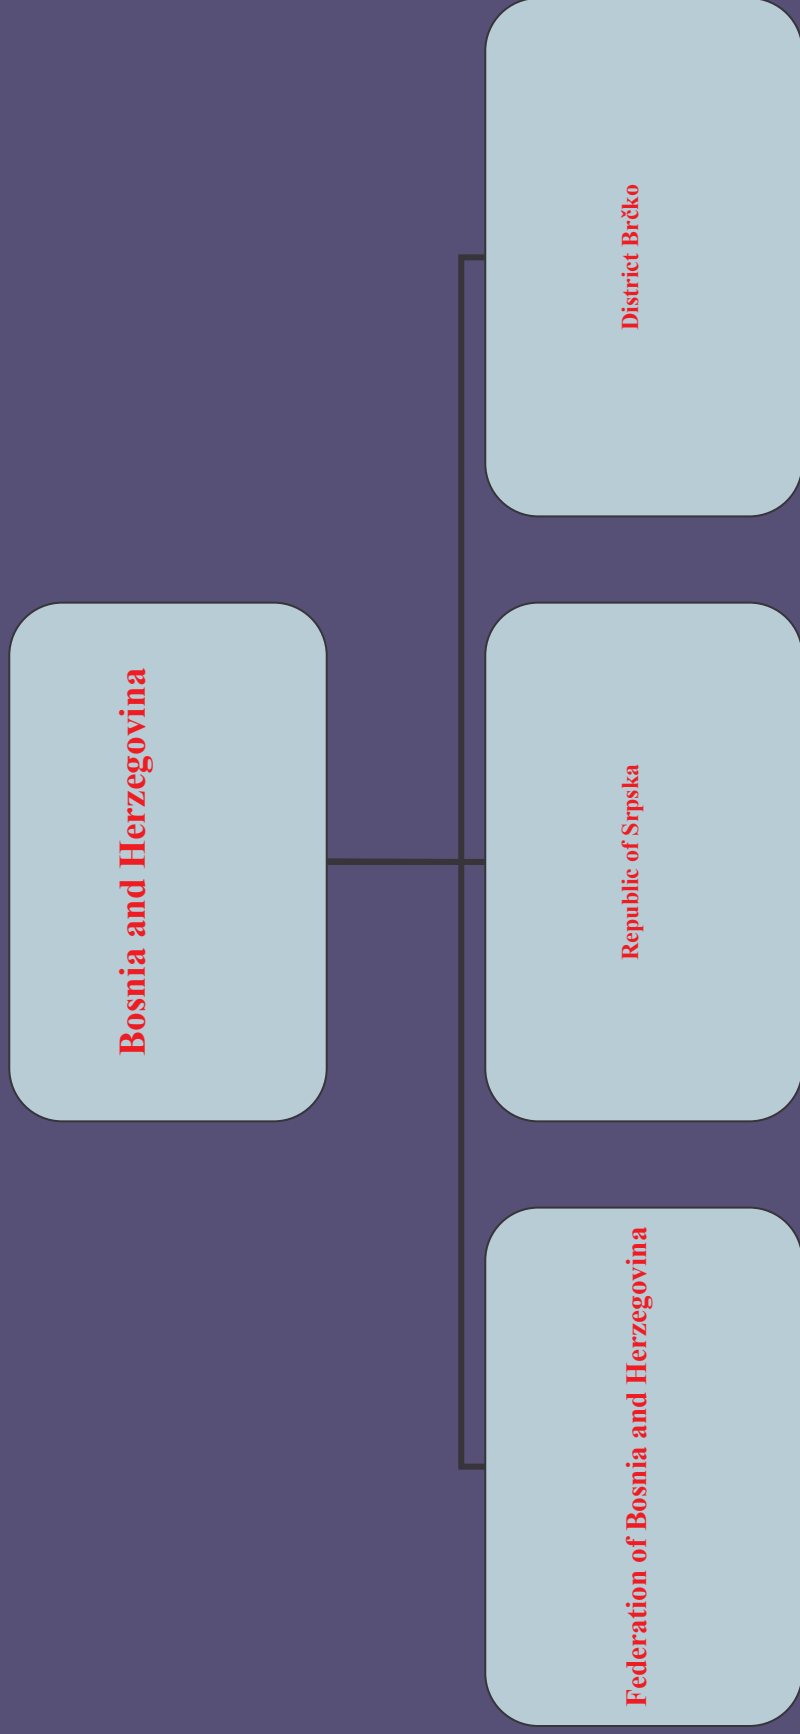 Bosnia and Herzegovina
Federation of Bosnia and Herzegovina
Republic of Srpska
District Brčko